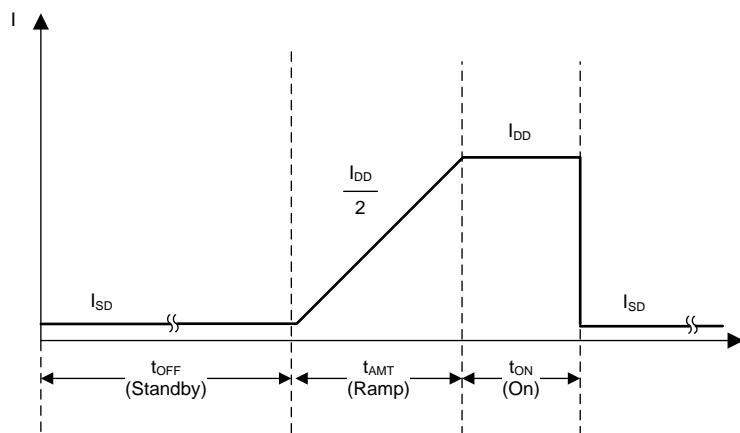 I
I_DD
I_DD
2
I_SD
I_SD
t_OFF
(Standby)
t_AMT
(Ramp)
t_ON
(On)